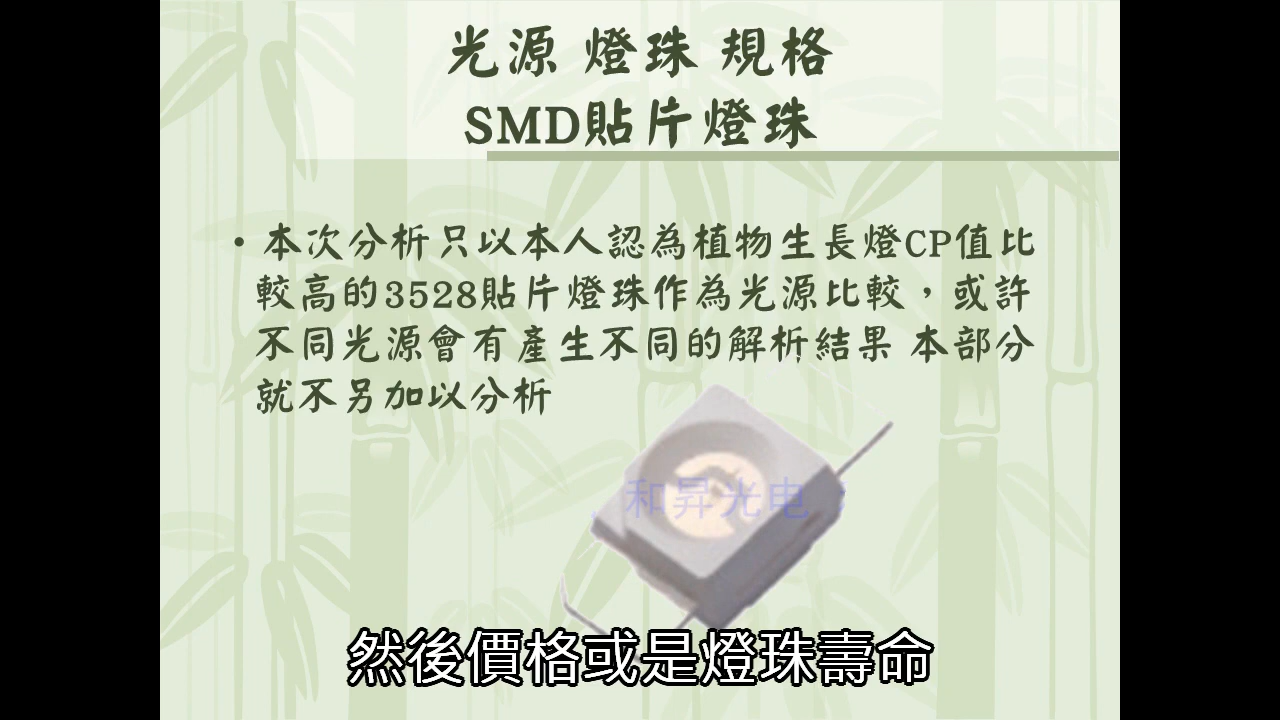 光源 燈珠 規格
SMD貼片燈珠
•本次分析只以本人認為植物生長燈CP值比
較高的3528貼片燈珠作為光源比較，或許
不同光源會有產生不同的解析結果 本部分
就不另加以分析
和昇光电
然後價格或是燈珠壽命